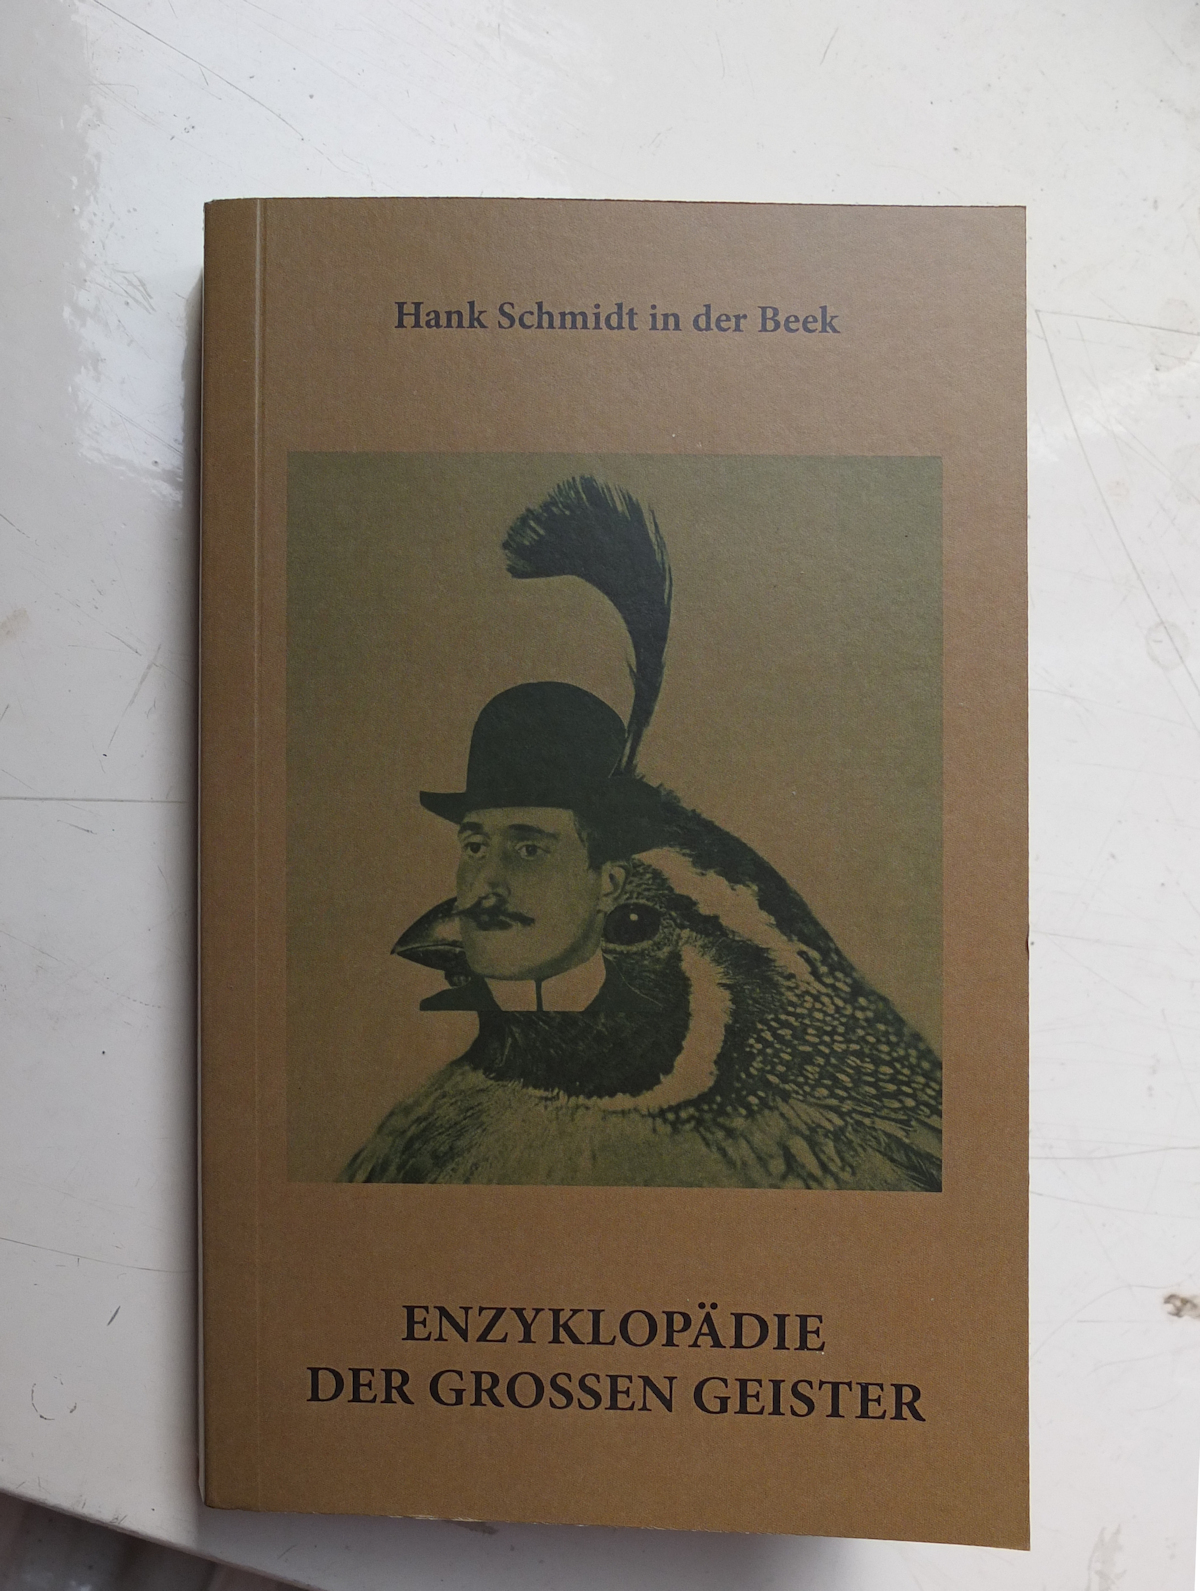 Hank Schmidt in der Beek
ENZYKLOPÄDIE
DER GROSSEN GEISTER